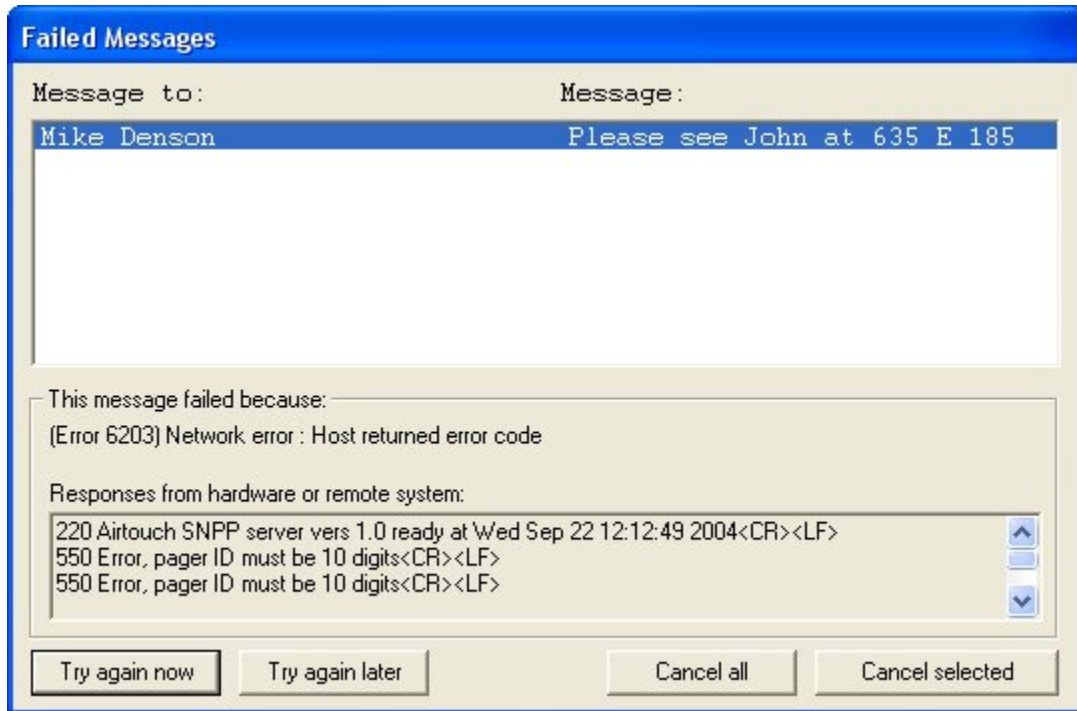 Failed Messages
Message to: Message:
Mike Denson Please see John at 635 E 185
This message failed because:
(Error 6203) Network error : Host returned error code
Responses from hardware or remote system:
220 Airtouch SNPP server vers 1.0 ready at Wed Sep 22 12:12:49 2004<CR><LF>
550 Error, pager ID must be 10 digits<CR><LF>
550 Error, pager ID must be 10 digits<CR><LF>
Try again now Try again later Cancel all Cancel selected